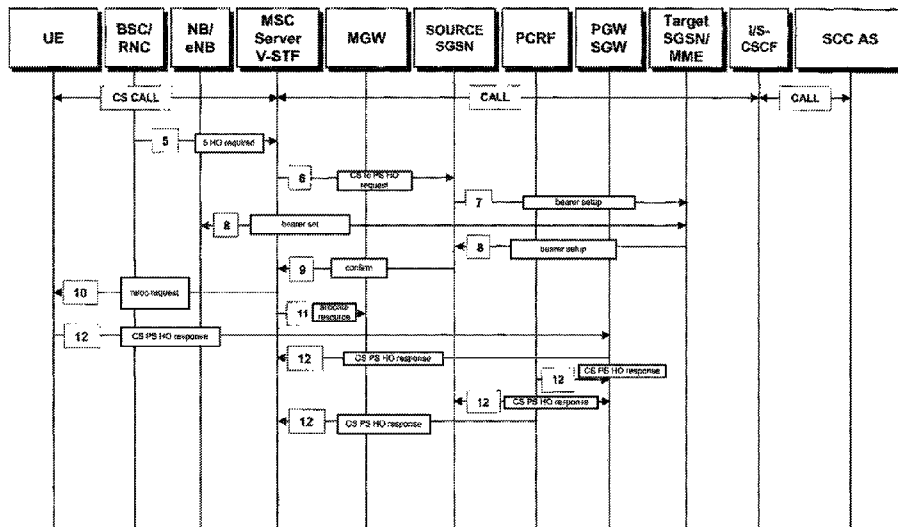 UE
BSC/
RNC
NB/
eNB
MSC
Server
V-STF
MGW
SOURCE
SGSN
PCRF
PGW
SGW
Target
SGSN/
MME
I/S-
CSCF
SCC AS
CS CALL
CALL
CALL
5
5 HO required
6
CS to PS HO
request
7
bearer setup
8
bearer set
8
bearer setup
9
confirm
10
request
11
resource
12
CS PS HO response
12
CS PS HO response
12
CS PS HO response
12
CS PS HO response
12
CS PS HO response